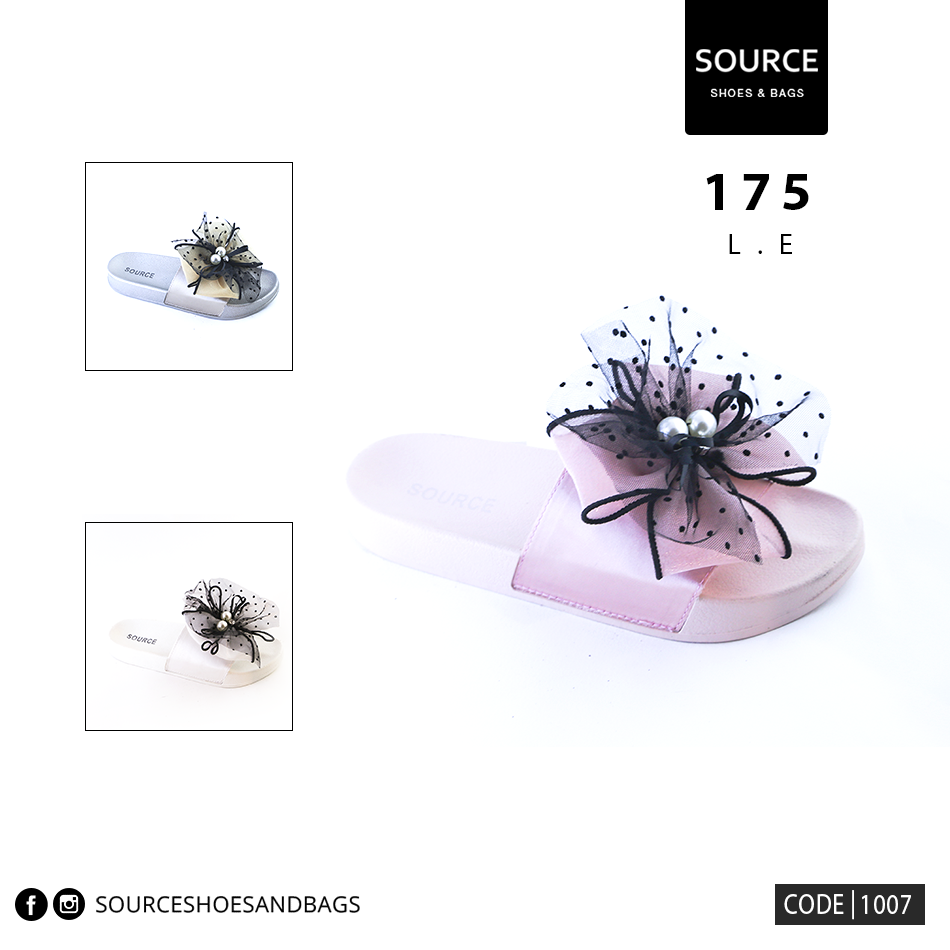 SOURCE
SHOES & BAGS
175
L . E
SOURCE
SOURCE
SOURCE
SOURCESHOESANDBAGS
CODE|1007